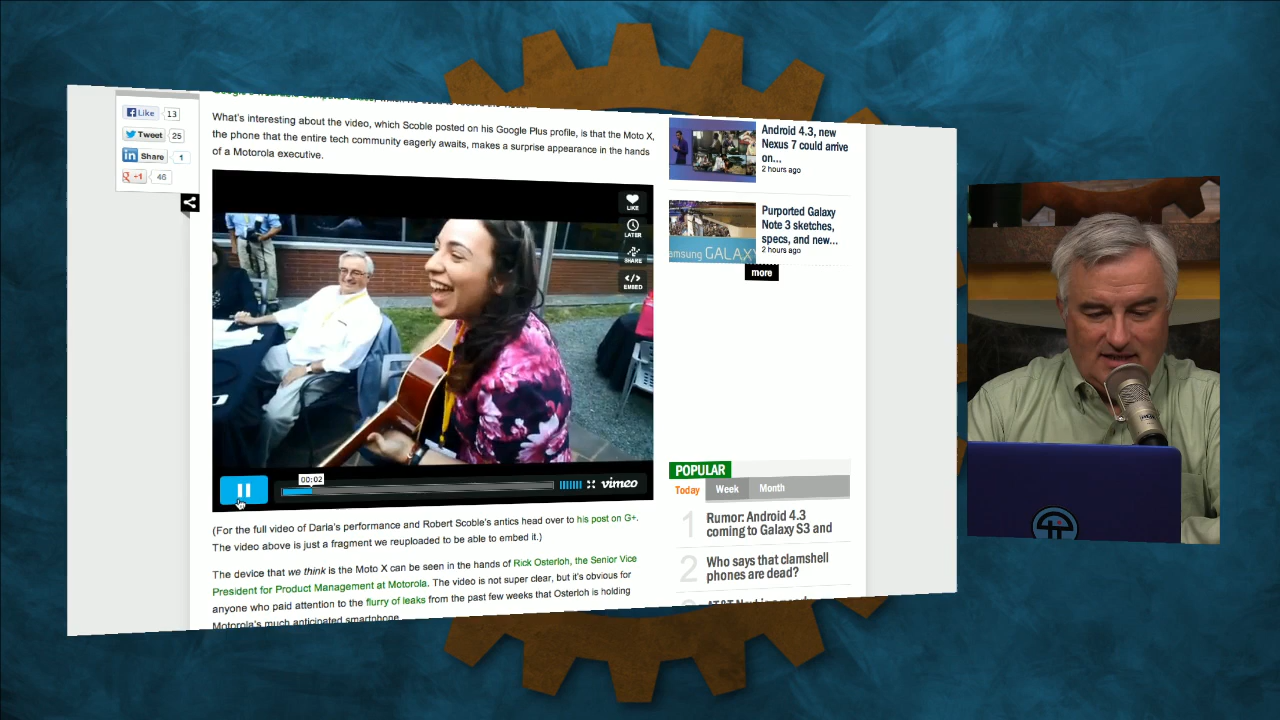 Like 13
Tweet 25
Share 1
+1 46
What's interesting about the video, which Scoble posted on his Google Plus profile, is that the Moto X,
the phone that the entire tech community eagerly awaits, makes a surprise appearance in the hands
of a Motorola executive.
LIKE
LATER
SHARE
EMBED
00:02
vimeo
(For the full video of Daria's performance and Robert Scoble's antics head over to his post on G+.
The video above is just a fragment we reuploaded to be able to embed it.)
The device that we think is the Moto X can be seen in the hands of Rick Osterloh, the Senior Vice
President for Product Management at Motorola. The video is not super clear, but it's obvious for
anyone who paid attention to the flurry of leaks from the past few weeks that Osterloh is holding
Motorola's much anticipated smartphone.
Android 4.3, new
Nexus 7 could arrive
on...
2 hours ago
amsung GALAXY
Purported Galaxy
Note 3 sketches,
specs, and new...
2 hours ago
more
POPULAR
Today Week Month
1 Rumor: Android 4.3
coming to Galaxy S3 and
2 Who says that clamshell
phones are dead?